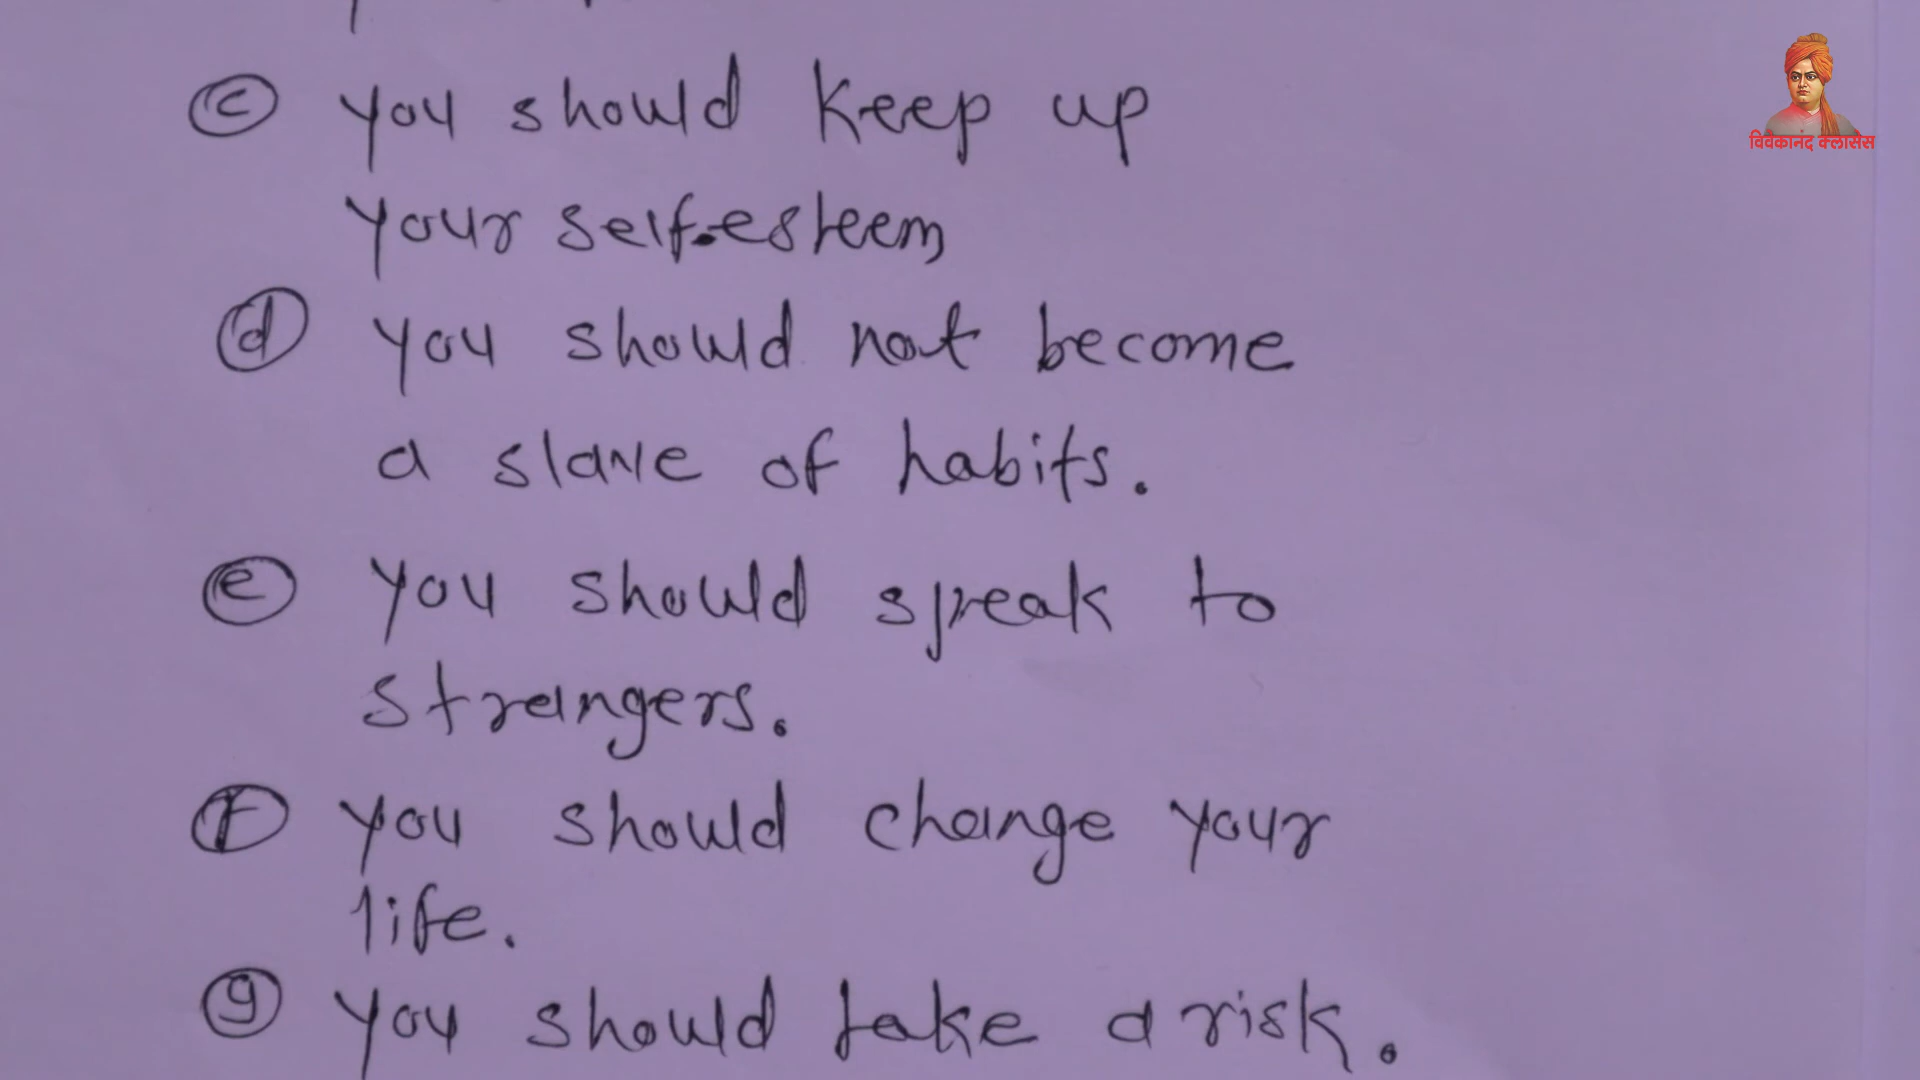 ⓒ you should keep up
your self-esteem
ⓓ you should not become
a slave of habits.
ⓔ you should speak to
strangers.
ⓕ you should change your
life.
ⓖ you should take a risk.
विवेकानंद क्लासेस